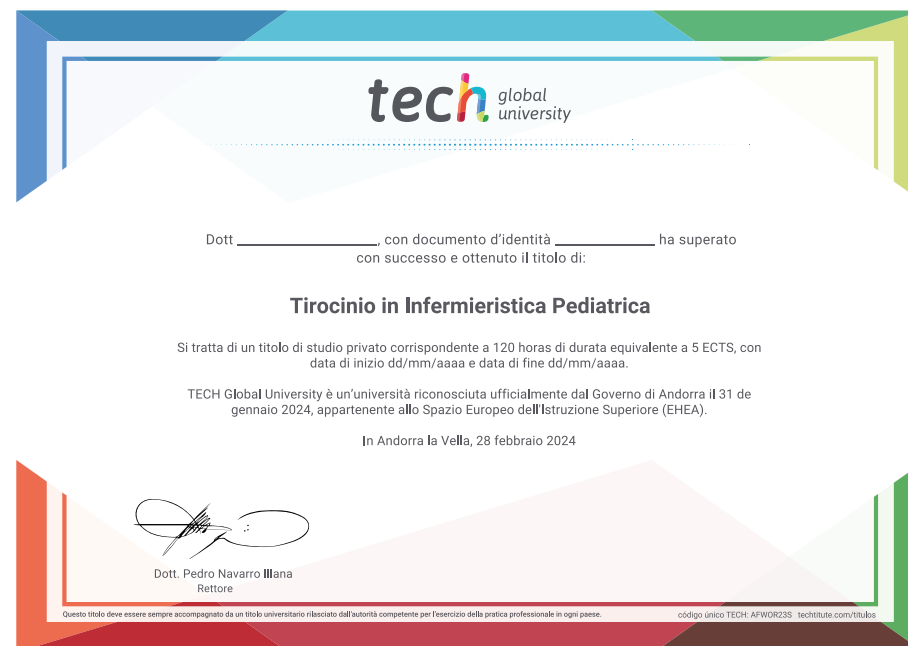 tech global university
Dott ____________, con documento d'identità ____________ ha superato
con successo e ottenuto il titolo di:
Tirocinio in Infermieristica Pediatrica
Si tratta di un titolo di studio privato corrispondente a 120 horas di durata equivalente a 5 ECTS, con
data di inizio dd/mm/aaaa e data di fine dd/mm/aaaa.
TECH Global University è un'università riconosciuta ufficialmente dal Governo di Andorra il 31 de
gennaio 2024, appartenente allo Spazio Europeo dell'Istruzione Superiore (EHEA).
In Andorra la Vella, 28 febbraio 2024
Dott. Pedro Navarro Illana
Rettore
Questo titolo deve essere sempre accompagnato da un titolo universitario rilasciato dall'autorità competente per l'esercizio della pratica professionale in ogni paese.
código único TECH: AFWOR23S techtitute.com/titulos